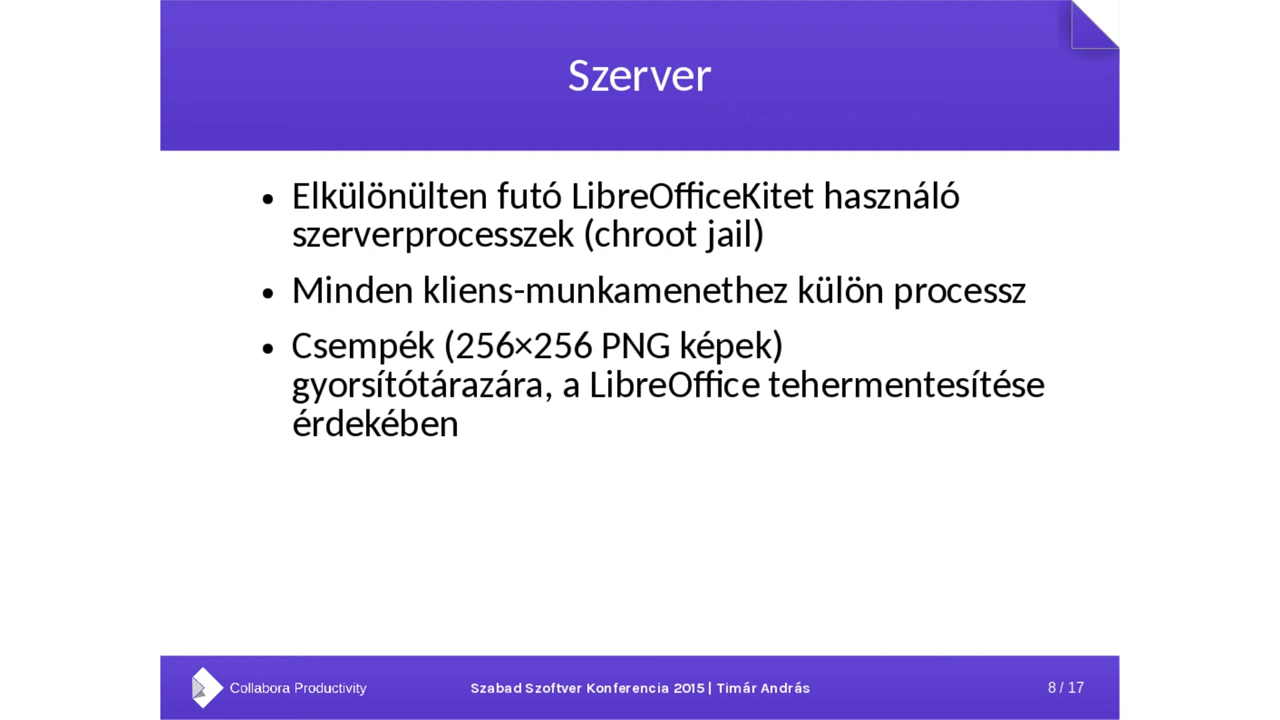 Szerver
• Elkülönülten futó LibreOfficeKitet használó
szerverprocesszek (chroot jail)
• Minden kliens-munkamenethez külön processz
• Csempék (256×256 PNG képek)
gyorsítótárazára, a LibreOffice tehermentesítése
érdekében
Collabora Productivity
Szabad Szoftver Konferencia 2015 | Timár András
8 / 17